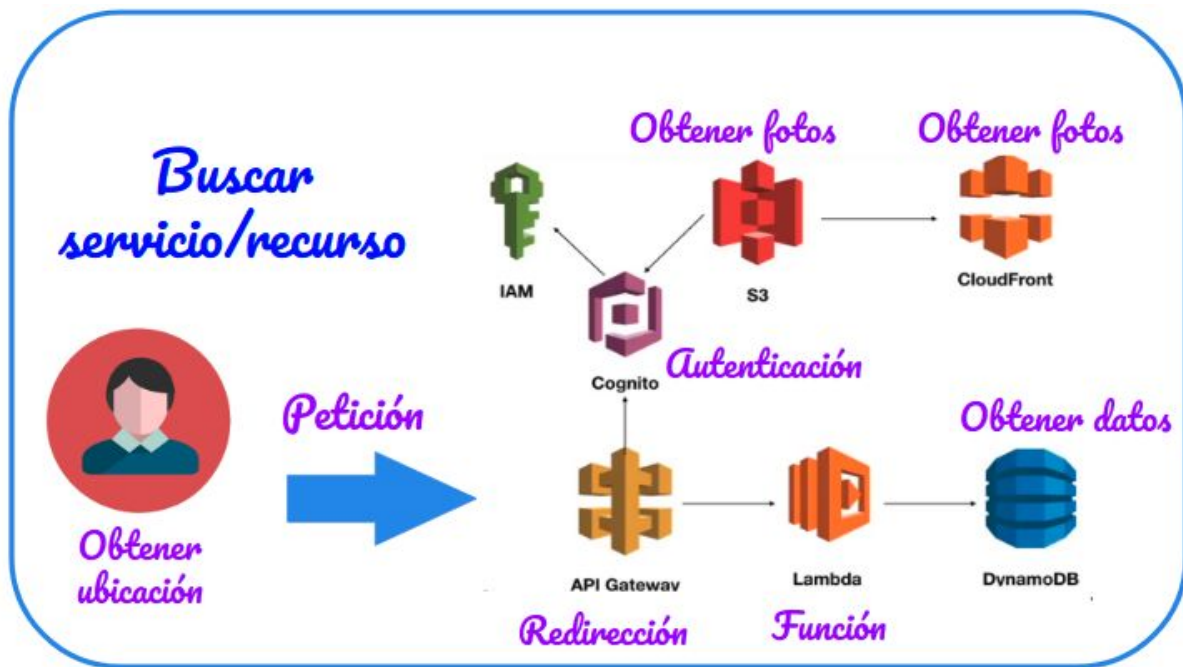 Buscar
servicio/recurso
Obtener fotos
Obtener fotos
IAM
S3
CloudFront
Cognito
Autenticación
Petición
Obtener datos
Obtener
ubicación
API Gateway
Lambda
DynamoDB
Redirección
Función